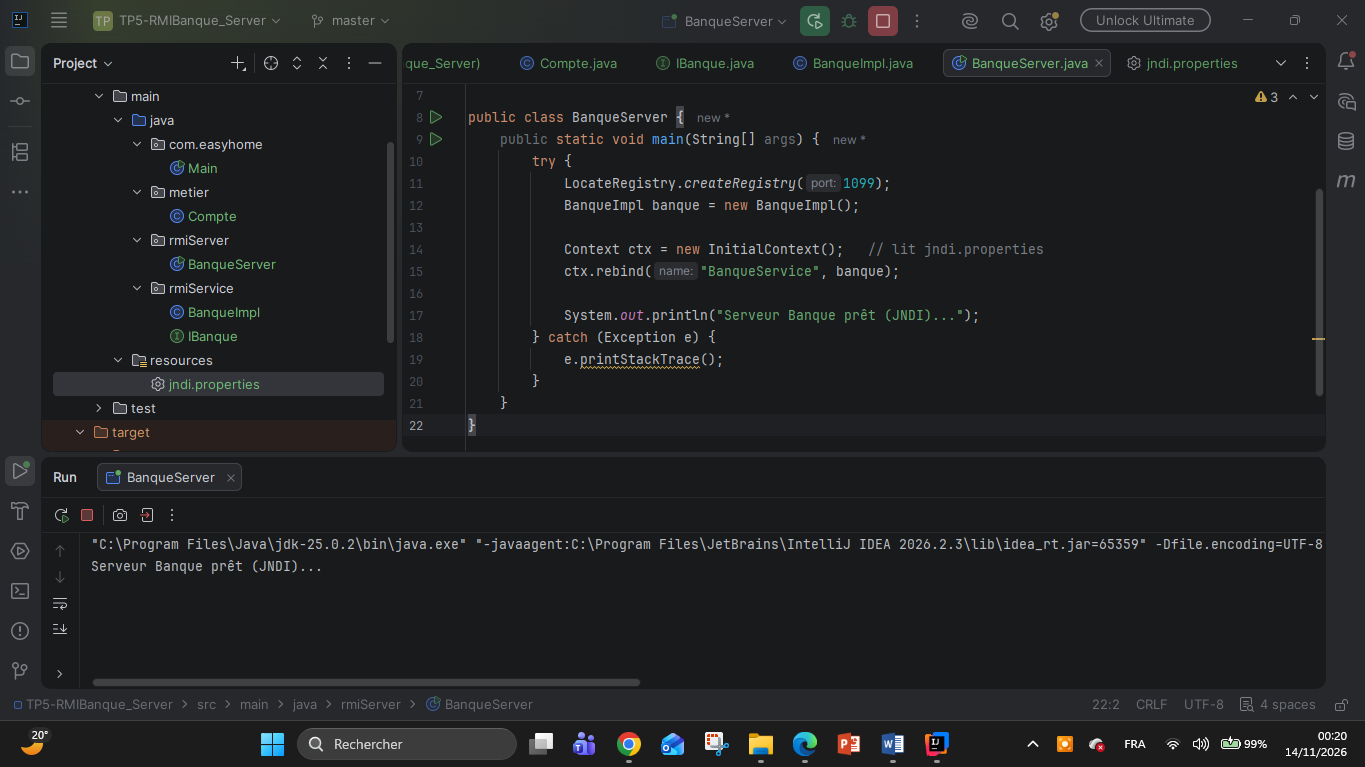 TP TP5-RMIBanque_Server master BanqueServer Unlock Ultimate
Project
que_Server) Compte.java IBanque.java BanqueImpl.java BanqueServer.java jndi.properties
main
java
com.easyhome
Main
metier
Compte
rmiServer
BanqueServer
rmiService
BanqueImpl
IBanque
resources
jndi.properties
test
target
3
7
8 public class BanqueServer { new *
9 public static void main(String[] args) { new *
10 try {
11 LocateRegistry.createRegistry( port: 1099);
12 BanqueImpl banque = new BanqueImpl();
13
14 Context ctx = new InitialContext(); // lit jndi.properties
15 ctx.rebind( name: "BanqueService", banque);
16
17 System.out.println("Serveur Banque prêt (JNDI)...");
18 } catch (Exception e) {
19 e.printStackTrace();
20 }
21 }
22 }
Run BanqueServer
"C:\Program Files\Java\jdk-25.0.2\bin\java.exe" "-javaagent:C:\Program Files\JetBrains\IntelliJ IDEA 2026.2.3\lib\idea_rt.jar=65359" -Dfile.encoding=UTF-8
Serveur Banque prêt (JNDI)...
TP5-RMIBanque_Server > src > main > java > rmiServer > BanqueServer 22:2 CRLF UTF-8 4 spaces
20°
Rechercher
FRA
99%
00:20
14/11/2026